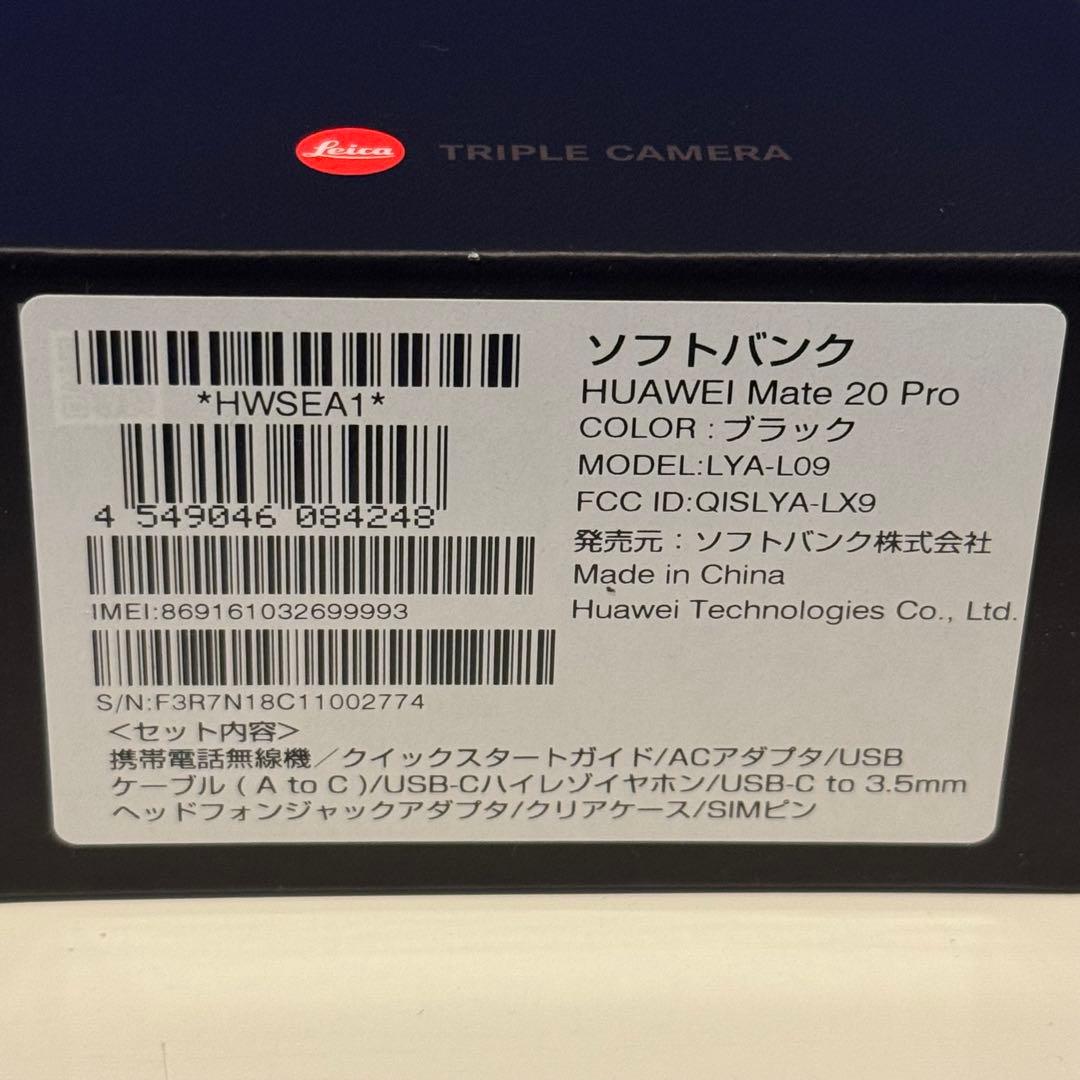 Leica TRIPLE CAMERA
*HWSEA1*
4 549046 084248
IMEI:869161032699993
S/N:F3R7N18C11002774
ソフトバンク
HUAWEI Mate 20 Pro
COLOR : ブラック
MODEL:LYA-L09
FCC ID:QISLYA-LX9
発売元 : ソフトバンク株式会社
Made in China
Huawei Technologies Co., Ltd.
<セット内容>
携帯電話無線機/クイックスタートガイド/ACアダプタ/USB
ケーブル ( A to C )/USB-Cハイレゾイヤホン/USB-C to 3.5mm
ヘッドフォンジャックアダプタ/クリアケース/SIMピン